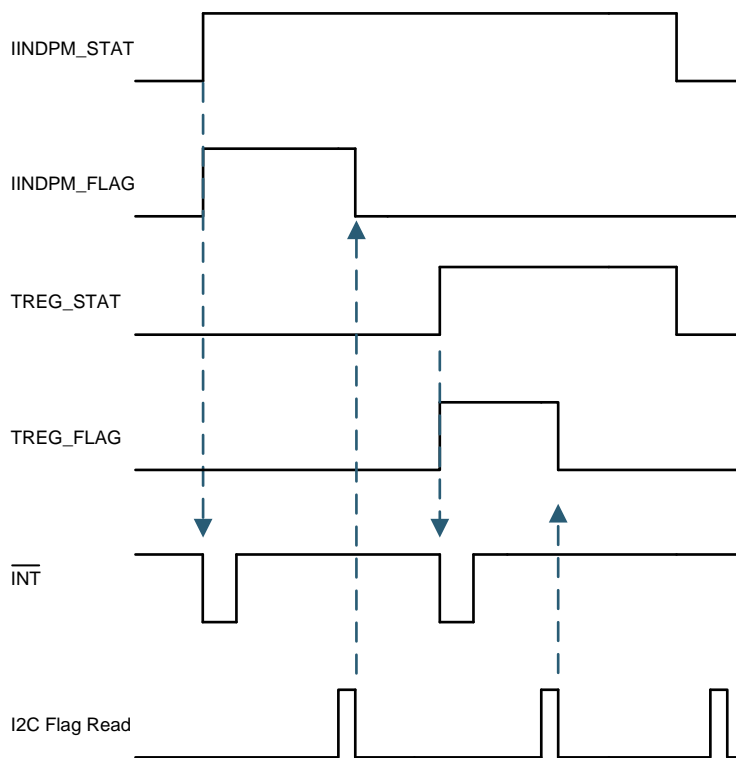 IINDPM_STAT
IINDPM_FLAG
TREG_STAT
TREG_FLAG
INT
I2C Flag Read